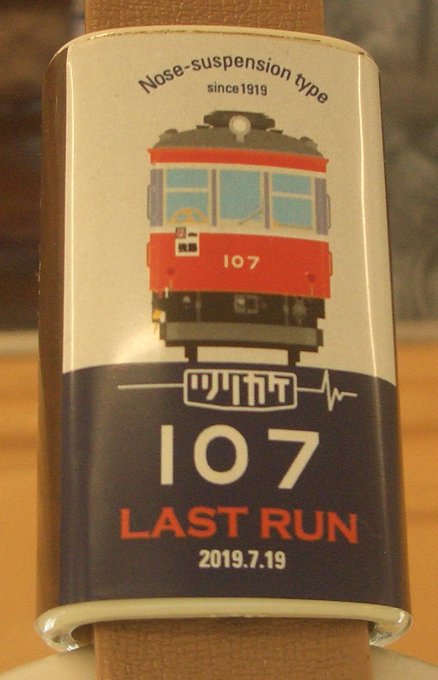 Nose-suspension type
since1919
107
ツリカケ
107
LAST RUN
2019.7.19